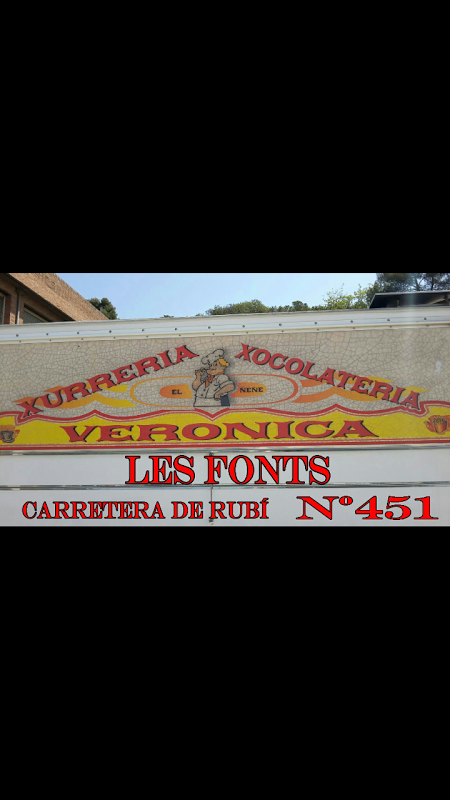 XURRERIA XOCOLATERIA
EL NENE
VERONICA
LES FONTS
CARRETERA DE RUBÍ Nº451